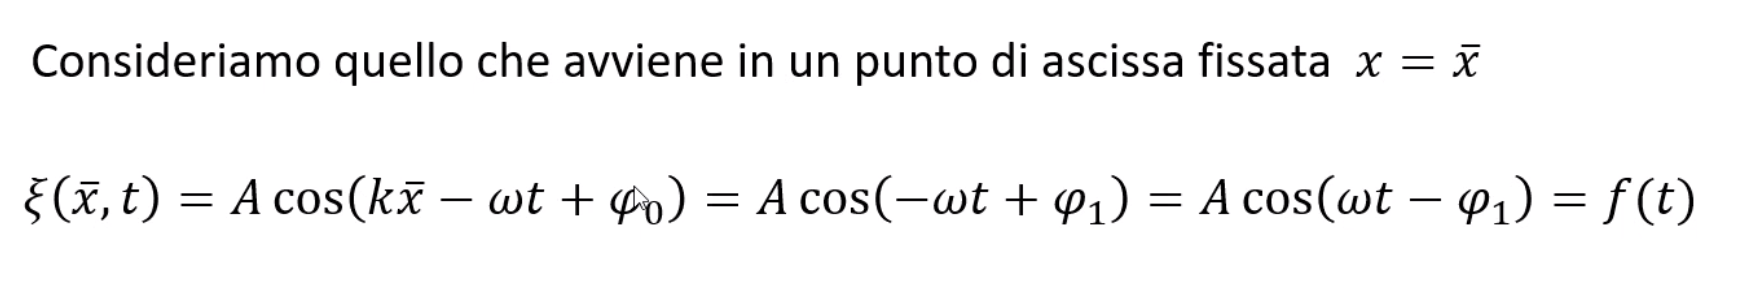 Consideriamo quello che avviene in un punto di ascissa fissata x = x̄
ξ(x̄, t) = A cos(kx̄ − ωt + φ₀) = A cos(−ωt + φ₁) = A cos(ωt − φ₁) = f(t)